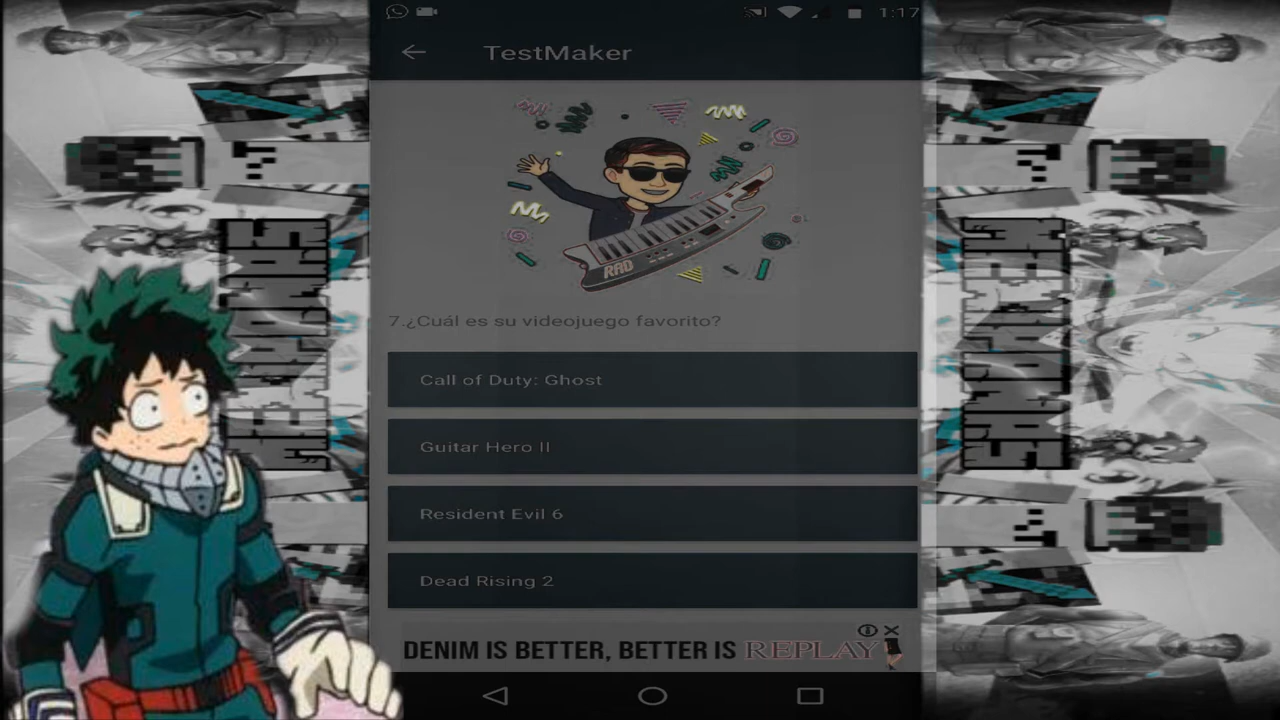 1:17
TestMaker
RAD
7.¿Cuál es su videojuego favorito?
Call of Duty: Ghost
Guitar Hero II
Resident Evil 6
Dead Rising 2
DENIM IS BETTER, BETTER IS REPLAY